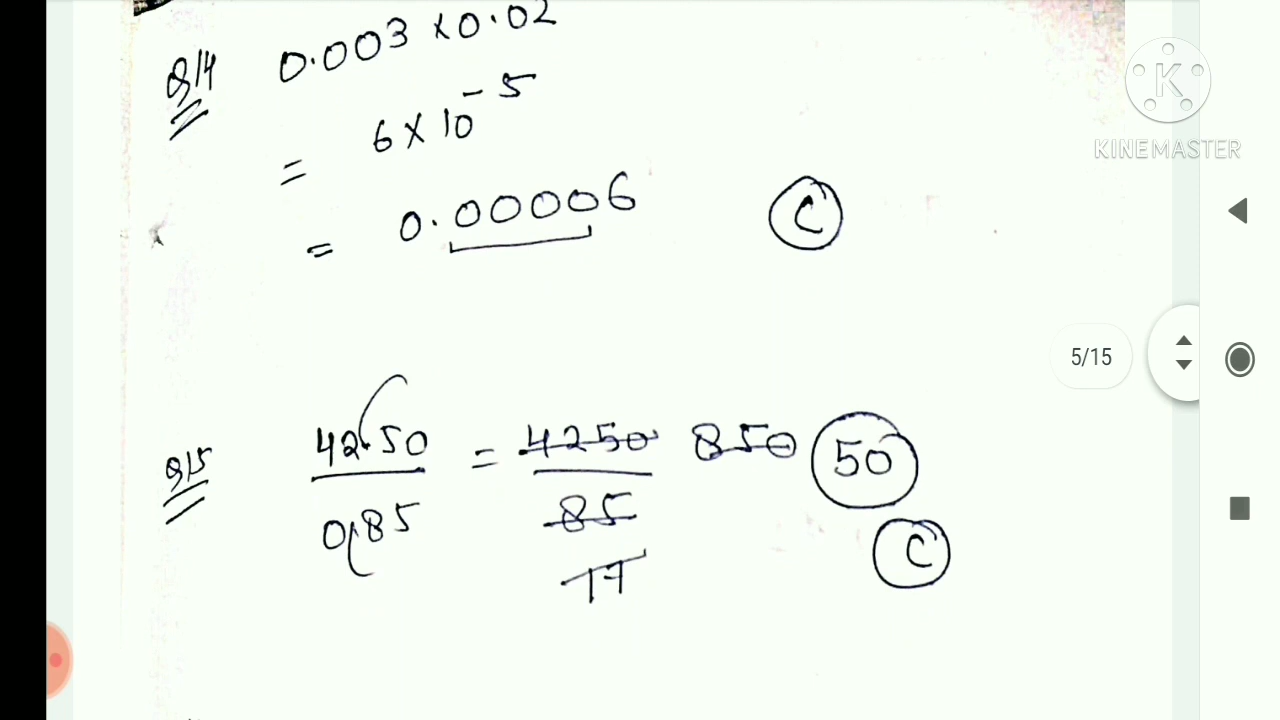 Q14 0.003 × 0.02
= 6 × 10⁻⁵
= 0.00006 C
KINEMASTER
5/15
Q15 42.50 / 0.85 = 4250 / 85 850 50
17 C